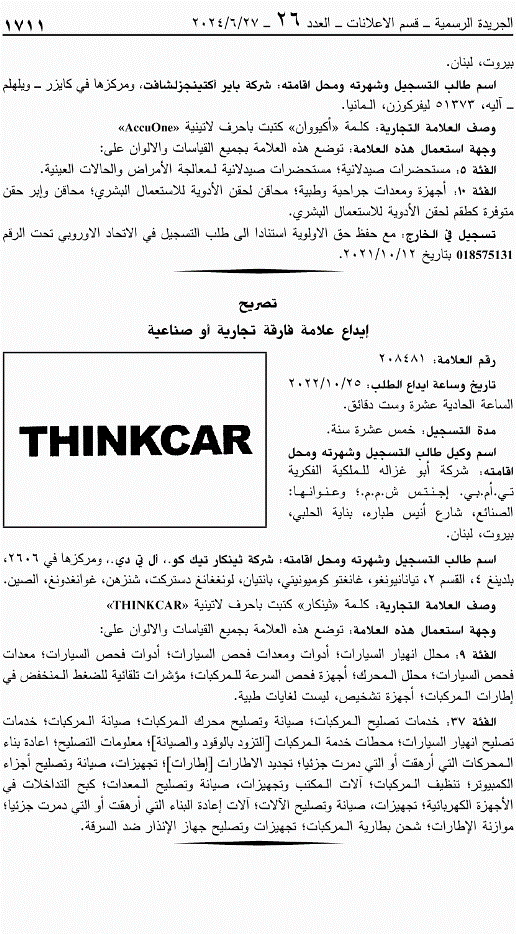 الجريدة الرسمية ـ قسم الاعلانات ـ العدد ٢٦ ـ ٢٠٢٤/٦/٢٧
١٧١١
بيروت، لبنان.
اسم طالب التسجيل وشهرته ومحل اقامته: شركة باير أكتينجزلشافت، ومركزها في كايزر ـ ويلهلم
ـ آليه، ٥١٣٧٣ ليفركوزن، المانيا.
وصف العلامة التجارية: كلمة «أكيووان» كتبت باحرف لاتينية «AccuOne»
وجهة استعمال هذه العلامة: توضع هذه العلامة بجميع القياسات والالوان على:
الفئة ٥: مستحضرات صيدلانية؛ مستحضرات صيدلانية لمعالجة الأمراض والحالات العينية.
الفئة ١٠: أجهزة ومعدات جراحية وطبية؛ محاقن لحقن الأدوية للاستعمال البشري؛ محاقن وإبر حقن
متوفرة كطقم لحقن الأدوية للاستعمال البشري.
تسجيل في الخارج: مع حفظ حق الاولوية استنادا الى طلب التسجيل في الاتحاد الاوروبي تحت الرقم
018575131 بتاريخ ٢٠٢١/١٠/١٢.
تصريح
إيداع علامة فارقة تجارية أو صناعية
رقم العلامة: ٢٠٨٤٨١
تاريخ وساعة ايداع الطلب: ٢٠٢٢/١٠/٢٥
الساعة الحادية عشرة وست دقائق.
مدة التسجيل: خمس عشرة سنة.
اسم وكيل طالب التسجيل وشهرته ومحل
اقامته: شركة أبو غزاله للملكية الفكرية
تي.أم.بي. إجنتس ش.م.م.؛ وعنوانها:
الصنائع، شارع أنيس طباره، بناية الحلبي،
بيروت، لبنان.
THINKCAR
اسم طالب التسجيل وشهرته ومحل اقامته: شركة ثينكار تيك كو.، أل تي دي.، ومركزها في ٢٦٠٦،
بلدينغ ٤، القسم ٢، تيانانيونغو، غانغتو كوميونيتي، بانتيان، لونغغانغ دستركت، شنزهن، غوانغدونغ، الصين.
وصف العلامة التجارية: كلمة «ثينكار» كتبت باحرف لاتينية «THINKCAR»
وجهة استعمال هذه العلامة: توضع هذه العلامة بجميع القياسات والالوان على:
الفئة ٩: محلل انهيار السيارات؛ أدوات ومعدات فحص السيارات؛ أدوات فحص السيارات؛ معدات
فحص السيارات؛ محلل المحرك؛ أجهزة فحص السرعة للمركبات؛ مؤشرات تلقائية للضغط المنخفض في
إطارات المركبات؛ أجهزة تشخيص، ليست لغايات طبية.
الفئة ٣٧: خدمات تصليح المركبات؛ صيانة وتصليح محرك المركبات؛ صيانة المركبات؛ خدمات
تصليح انهيار السيارات؛ محطات خدمة المركبات [التزود بالوقود والصيانة]؛ معلومات التصليح؛ اعادة بناء
المحركات التي أرهقت أو التي دمرت جزئيا؛ تجديد الاطارات [إطارات]؛ تجهيزات، صيانة وتصليح أجزاء
الكمبيوتر؛ تنظيف المركبات؛ آلات المكتب وتجهيزات، صيانة وتصليح المعدات؛ كبح التداخلات في
الأجهزة الكهربائية؛ تجهيزات، صيانة وتصليح الآلات؛ آلات إعادة البناء التي أرهقت أو التي دمرت جزئيا؛
موازنة الإطارات؛ شحن بطارية المركبات؛ تجهيزات وتصليح جهاز الإنذار ضد السرقة.